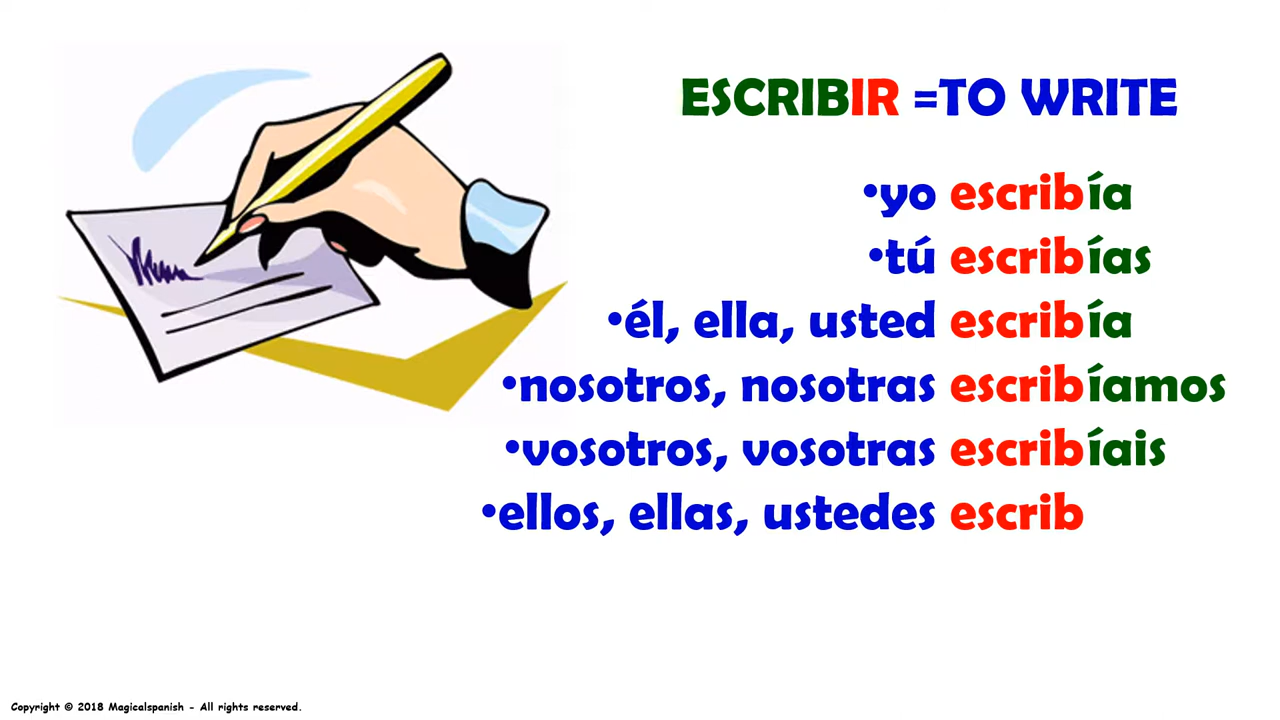 ESCRIBIR =TO WRITE
•yo escribía
•tú escribías
•él, ella, usted escribía
•nosotros, nosotras escribíamos
•vosotros, vosotras escribíais
•ellos, ellas, ustedes escrib
Copyright © 2018 Magicalspanish - All rights reserved.